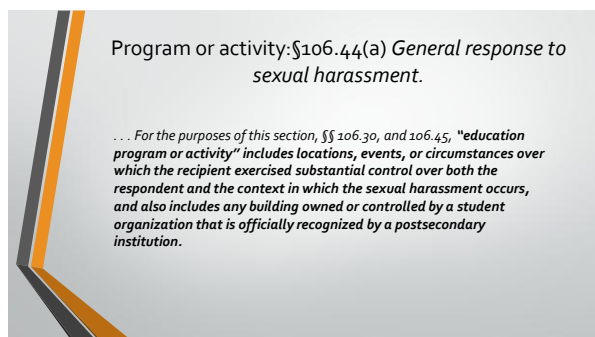 Program or activity:§106.44(a) General response to
sexual harassment.
. . . For the purposes of this section, §§ 106.30, and 106.45, “education
program or activity” includes locations, events, or circumstances over
which the recipient exercised substantial control over both the
respondent and the context in which the sexual harassment occurs,
and also includes any building owned or controlled by a student
organization that is officially recognized by a postsecondary
institution.